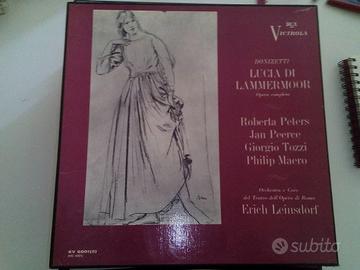 RCA
VICTROLA
DONIZETTI
LUCIA DI
LAMMERMOOR
Opera completa
Roberta Peters
Jan Peerce
Giorgio Tozzi
Philip Maero
Orchestra e Coro
del Teatro dell'Opera di Roma
Erich Leinsdorf
subito